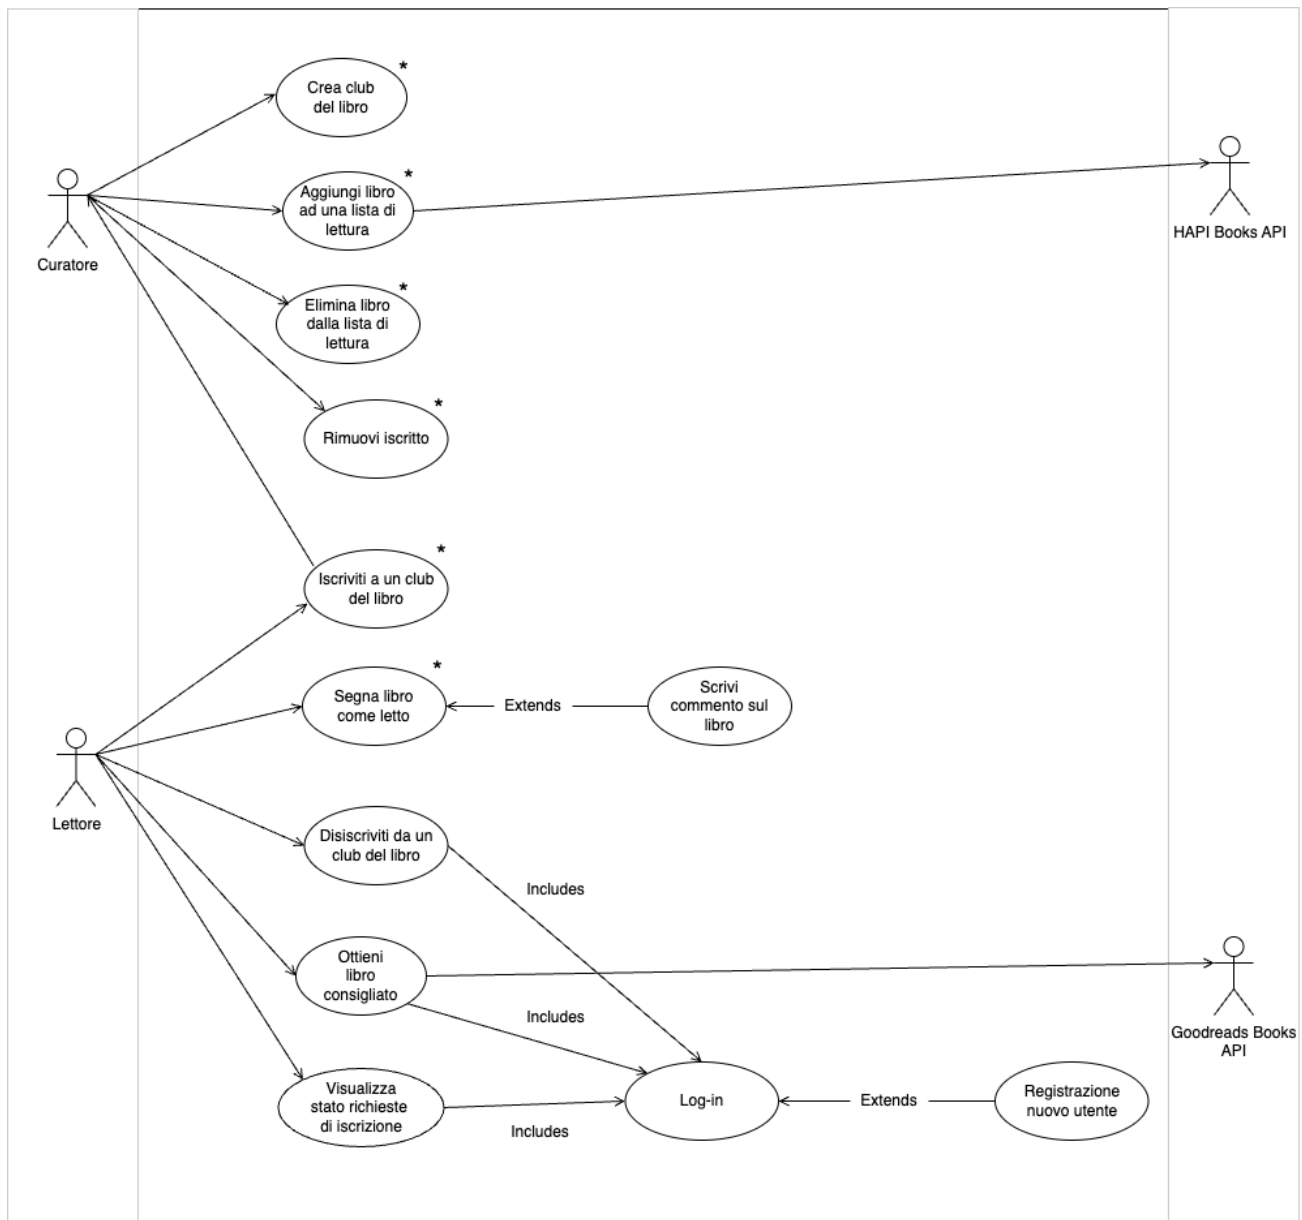 *
Crea club
del libro
*
Aggiungi libro
ad una lista di
lettura
HAPI Books API
Curatore
*
Elimina libro
dalla lista di
lettura
*
Rimuovi iscritto
*
Iscriviti a un club
del libro
*
Segna libro
come letto
Extends
Scrivi
commento sul
libro
Lettore
Disiscriviti da un
club del libro
Includes
Ottieni
libro
consigliato
Includes
Goodreads Books
API
Visualizza
stato richieste
di iscrizione
Includes
Log-in
Extends
Registrazione
nuovo utente